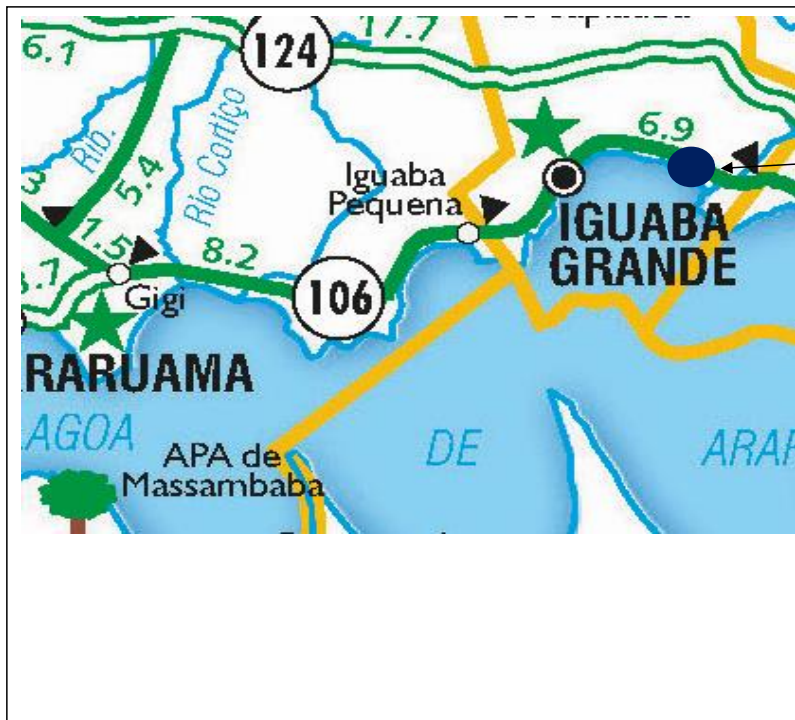 17.7
6.1
124
6.9
Rio.
Rio Cortiço
5.4
Iguaba
Pequena
IGUABA
GRANDE
1.5
8.2
106
Gigi
RARUAMA
AGOA
DE
ARAR
APA de
Massambaba